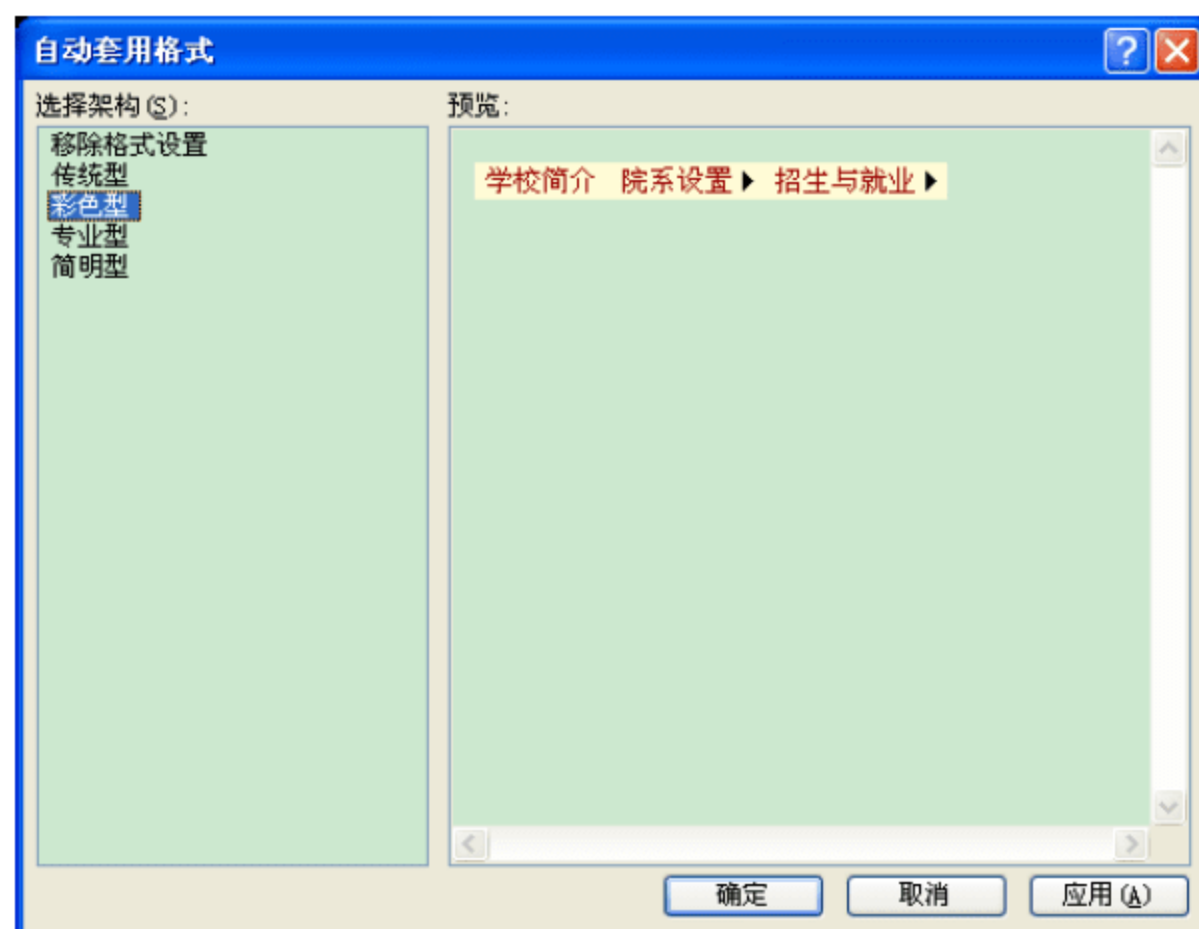 自动套用格式
选择架构(S):
移除格式设置
传统型
彩色型
专业型
简明型
预览:
学校简介 院系设置 招生与就业
确定 取消 应用(A)